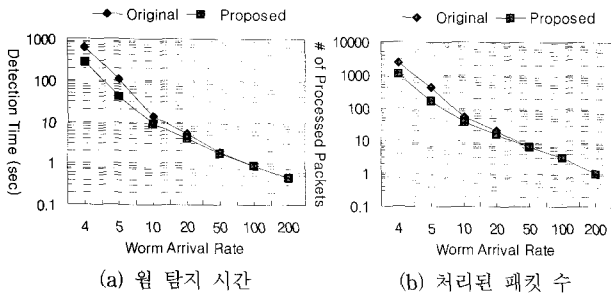 Original Proposed
Detection Time (sec)
1000
100
10
1
0.1
4 5 10 20 50 100 200
Worm Arrival Rate
(a) 웜 탐지 시간
Original Proposed
# of Processed Packets
10000
1000
100
10
1
0.1
4 5 10 20 50 100 200
Worm Arrival Rate
(b) 처리된 패킷 수